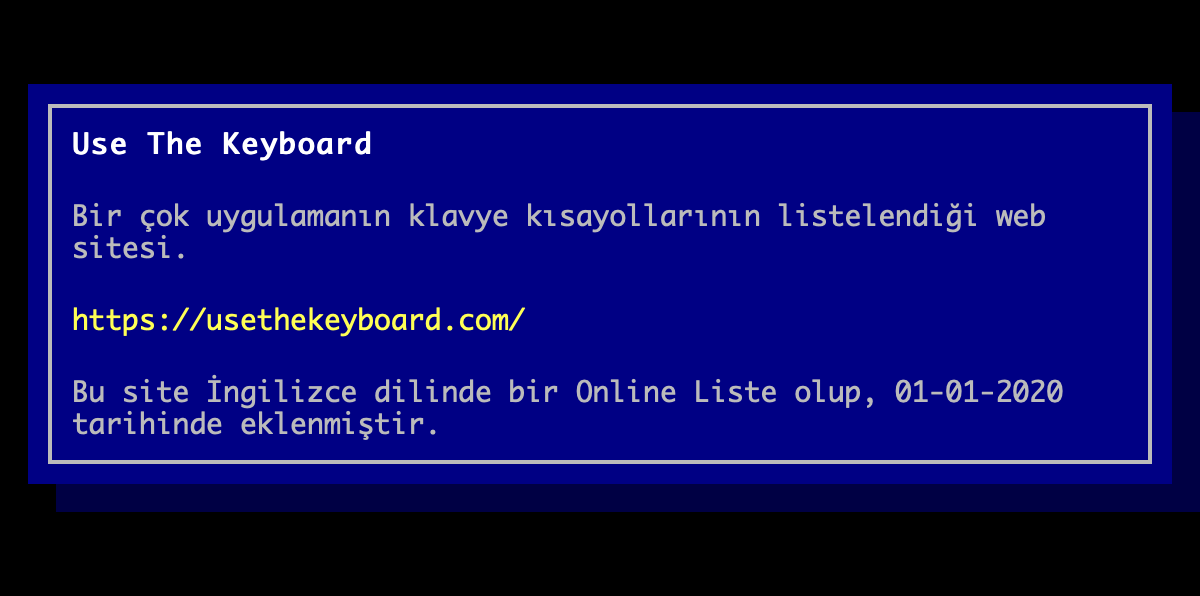 Use The Keyboard
Bir çok uygulamanın klavye kısayollarının listelendiği web
sitesi.
https://usethekeyboard.com/
Bu site İngilizce dilinde bir Online Liste olup, 01-01-2020
tarihinde eklenmiştir.